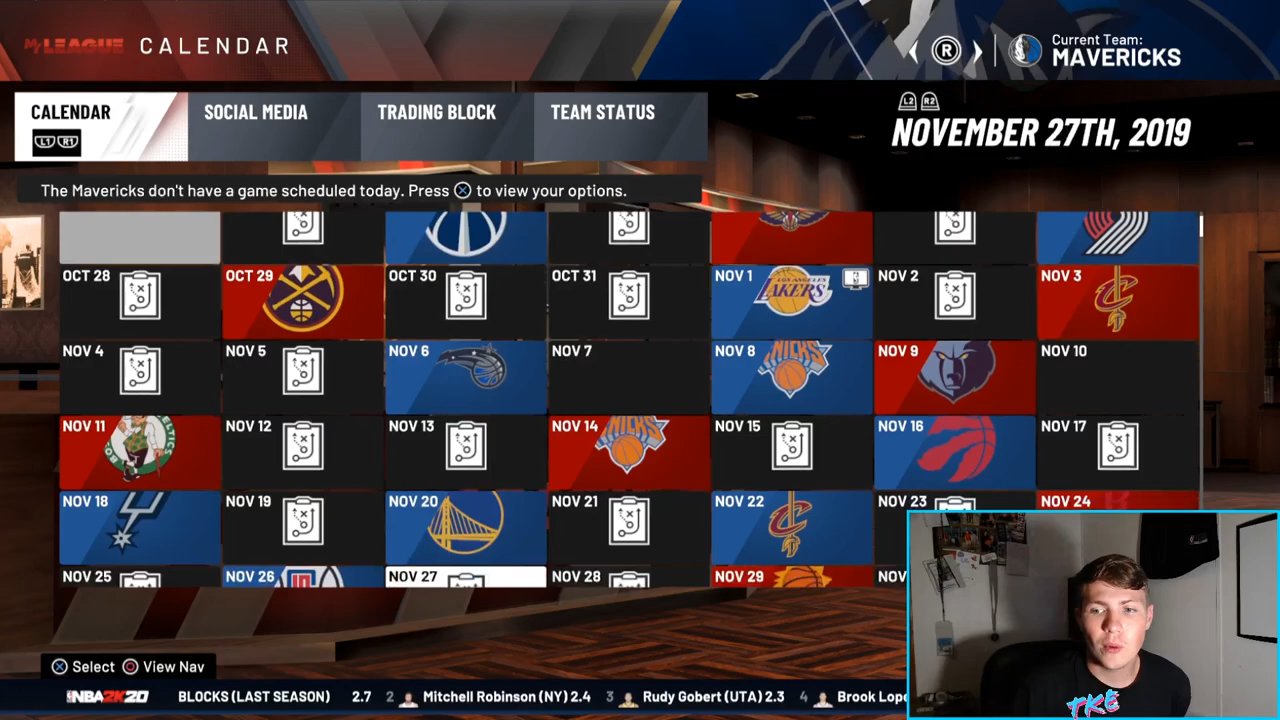 MyLEAGUE CALENDAR
R
Current Team:
MAVERICKS
CALENDAR
L1 R1
SOCIAL MEDIA
TRADING BLOCK
TEAM STATUS
L2 R2
NOVEMBER 27TH, 2019
The Mavericks don't have a game scheduled today. Press to view your options.
OCT 28 OCT 29 OCT 30 OCT 31 NOV 1 LOS ANGELES LAKERS NOV 2 NOV 3
NOV 4 NOV 5 NOV 6 NOV 7 NOV 8 KNICKS NOV 9 NOV 10
NOV 11 CELTICS NOV 12 NOV 13 NOV 14 KNICKS NOV 15 NOV 16 NOV 17
NOV 18 NOV 19 NOV 20 NOV 21 NOV 22 NOV 23 NOV 24
NOV 25 NOV 26 NOV 27 NOV 28 NOV 29 NOV
Select View Nav
TKE
NBA2K20 BLOCKS (LAST SEASON) 2.7 2 Mitchell Robinson (NY) 2.4 3 Rudy Gobert (UTA) 2.3 4 Brook Lope